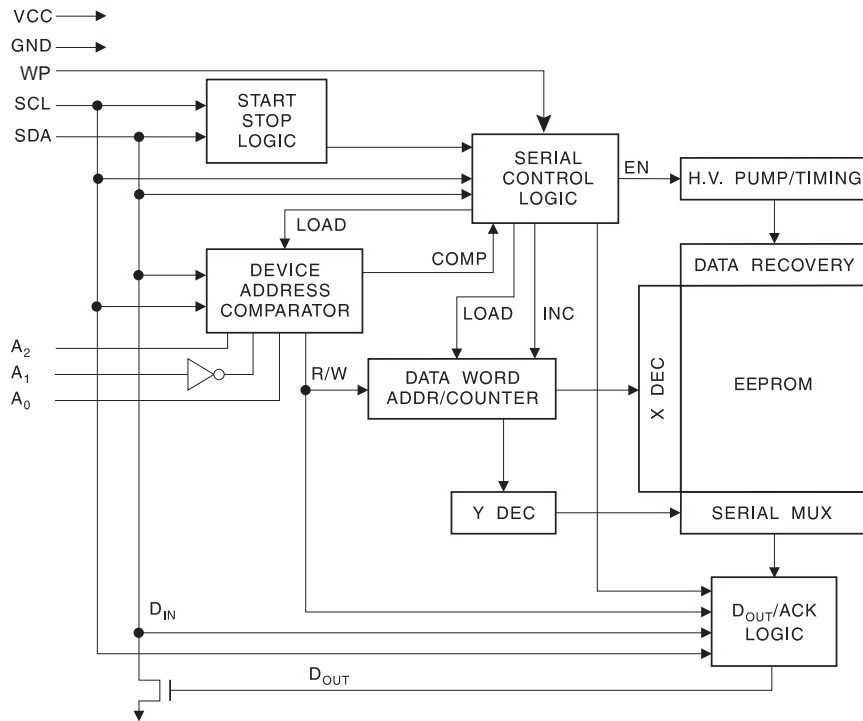 VCC
GND
WP
SCL
SDA
START
STOP
LOGIC
SERIAL
CONTROL
LOGIC
EN
H.V. PUMP/TIMING
LOAD
COMP
DEVICE
ADDRESS
COMPARATOR
DATA RECOVERY
LOAD
INC
A2
A1
A0
R/W
DATA WORD
ADDR/COUNTER
X DEC
EEPROM
Y DEC
SERIAL MUX
DIN
DOUT/ACK
LOGIC
DOUT